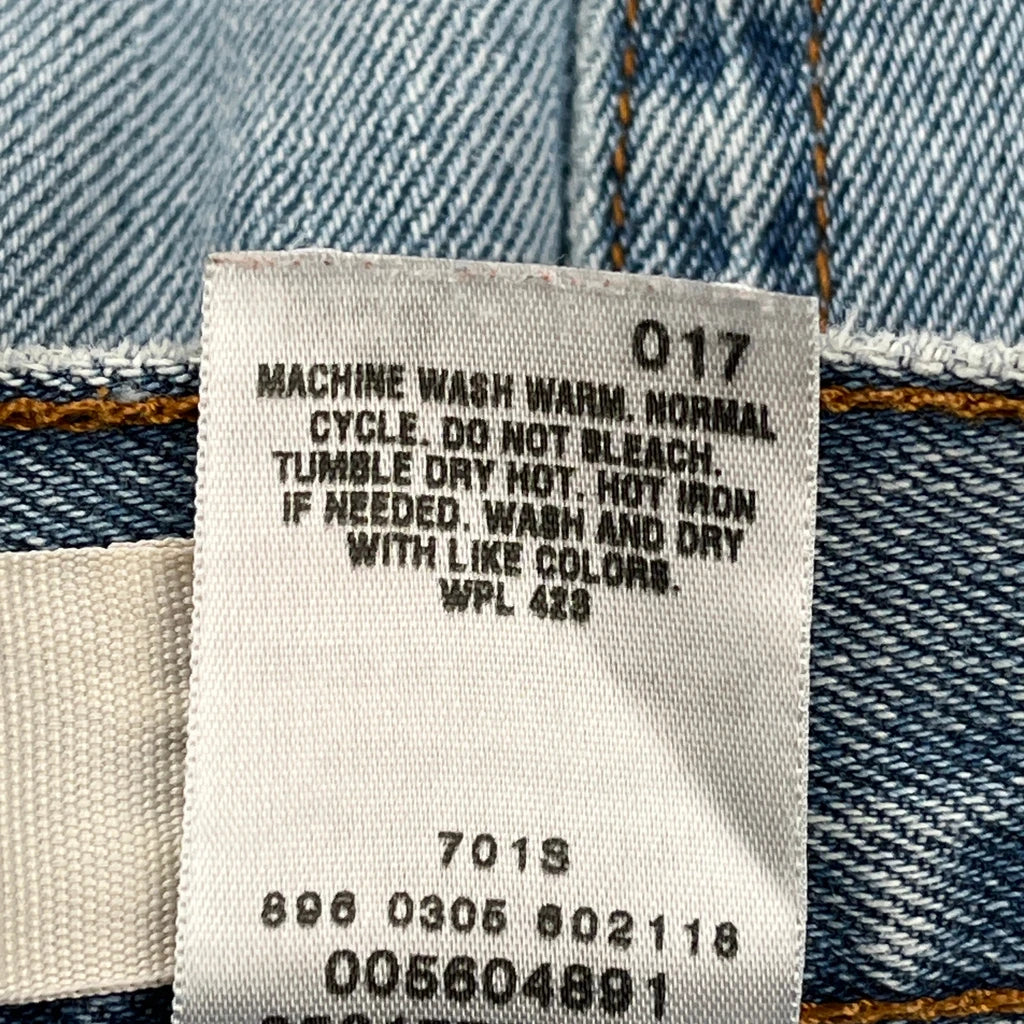 017
MACHINE WASH WARM. NORMAL
CYCLE. DO NOT BLEACH.
TUMBLE DRY HOT. HOT IRON
IF NEEDED. WASH AND DRY
WITH LIKE COLORS.
WPL 423
701S
896 0305 602118
005604891